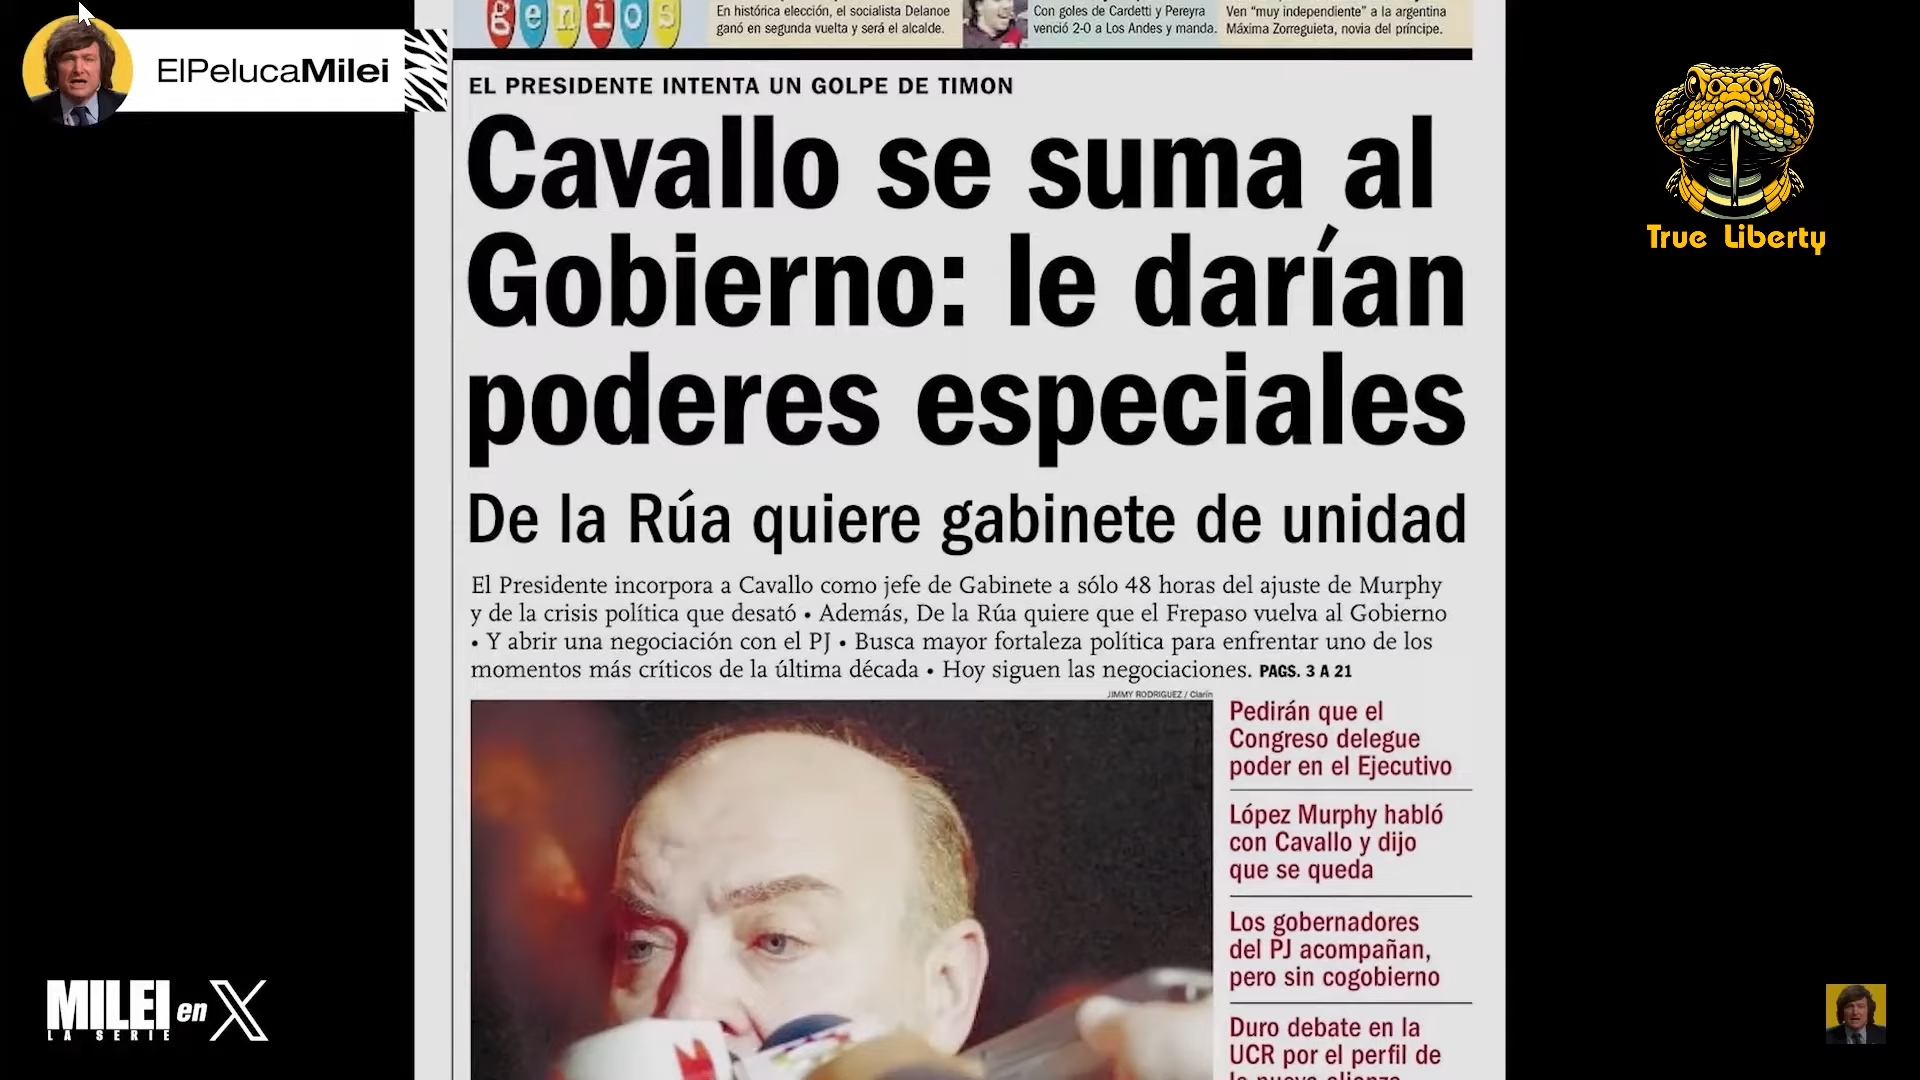 genios
En histórica elección, el socialista Delanoe
ganó en segunda vuelta y será el alcalde.
Con goles de Cardetti y Pereyra
venció 2-0 a Los Andes y manda.
Ven “muy independiente” a la argentina
Máxima Zorreguieta, novia del príncipe.
ElPelucaMilei
True Liberty
EL PRESIDENTE INTENTA UN GOLPE DE TIMON
Cavallo se suma al
Gobierno: le darían
poderes especiales
De la Rúa quiere gabinete de unidad
El Presidente incorpora a Cavallo como jefe de Gabinete a sólo 48 horas del ajuste de Murphy
y de la crisis política que desató • Además, De la Rúa quiere que el Frepaso vuelva al Gobierno
• Y abrir una negociación con el PJ • Busca mayor fortaleza política para enfrentar uno de los
momentos más críticos de la última década • Hoy siguen las negociaciones. PAGS. 3 A 21
JIMMY RODRIGUEZ / Clarín
Pedirán que el
Congreso delegue
poder en el Ejecutivo
López Murphy habló
con Cavallo y dijo
que se queda
Los gobernadores
del PJ acompañan,
pero sin cogobierno
Duro debate en la
UCR por el perfil de
la nueva alianza
MILEI en X
LA SERIE